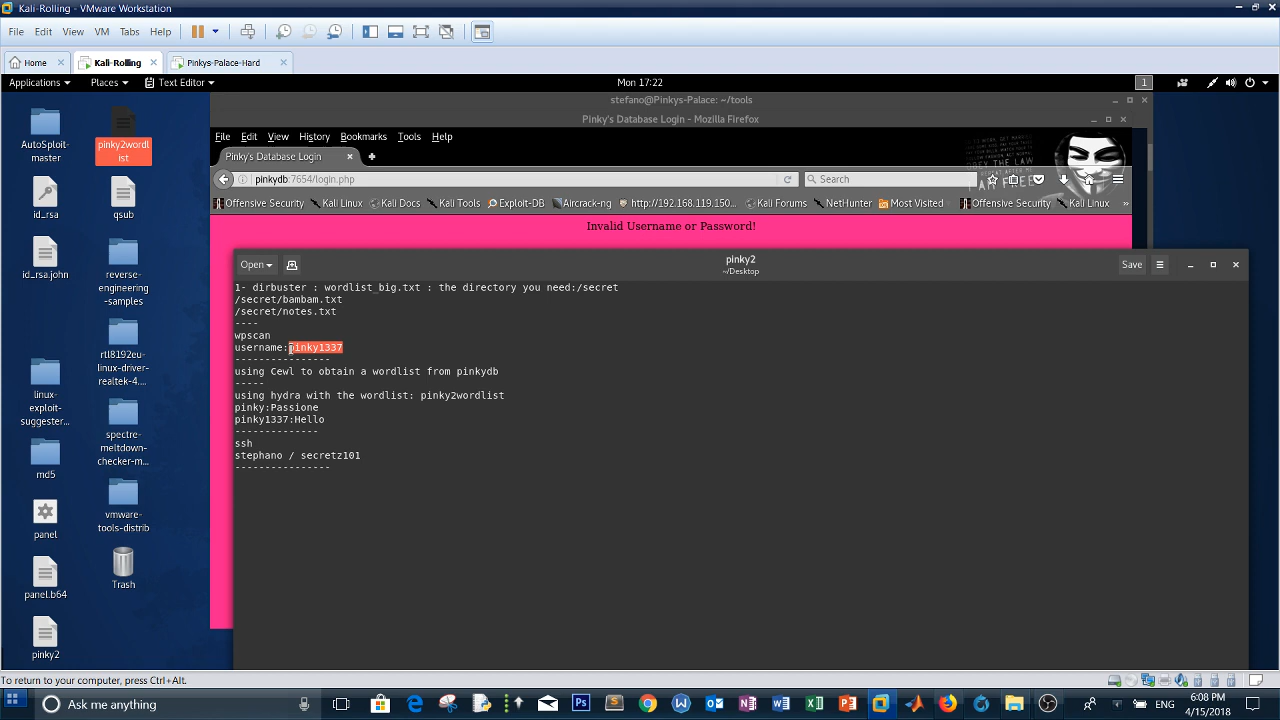 Kali-Rolling - VMware Workstation
File Edit View VM Tabs Help
Home Kali-Rolling Pinkys-Palace-Hard
Applications Places Text Editor Mon 17:22 1
stefano@Pinkys-Palace: ~/tools
Pinky's Database Login - Mozilla Firefox
File Edit View History Bookmarks Tools Help
Pinky's Database Login
pinkydb:7654/login.php Search
Offensive Security Kali Linux Kali Docs Kali Tools Exploit-DB Aircrack-ng http://192.168.119.150... Kali Forums NetHunter Most Visited Offensive Security Kali Linux
Invalid Username or Password!
Open pinky2 Save
~/Desktop
1- dirbuster : wordlist_big.txt : the directory you need:/secret
/secret/bambam.txt
/secret/notes.txt
----
wpscan
username:pinky1337
----------------
using Cewl to obtain a wordlist from pinkydb
-----
using hydra with the wordlist: pinky2wordlist
pinky:Passione
pinky1337:Hello
--------------
ssh
stephano / secretz101
----------------
AutoSploit-master
pinky2wordlist
id_rsa
qsub
id_rsa.john
reverse-engineering-samples
linux-exploit-suggester...
rtl8192eu-linux-driver-realtek-4....
md5
spectre-meltdown-checker-m...
panel
vmware-tools-distrib
panel.b64
Trash
pinky2
To return to your computer, press Ctrl+Alt.
Ask me anything
ENG
6:08 PM
4/15/2018